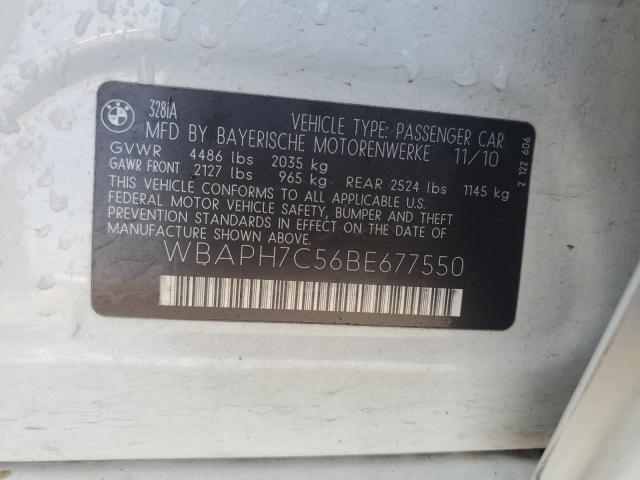 BMW
328iA VEHICLE TYPE: PASSENGER CAR
MFD BY BAYERISCHE MOTORENWERKE 11/10
GVWR 4486 lbs 2035 kg
GAWR FRONT 2127 lbs 965 kg REAR 2524 lbs 1145 kg
THIS VEHICLE CONFORMS TO ALL APPLICABLE U.S.
FEDERAL MOTOR VEHICLE SAFETY, BUMPER AND THEFT
PREVENTION STANDARDS IN EFFECT ON THE DATE OF
MANUFACTURE SHOWN ABOVE.
WBAPH7C56BE677550
2 122 606